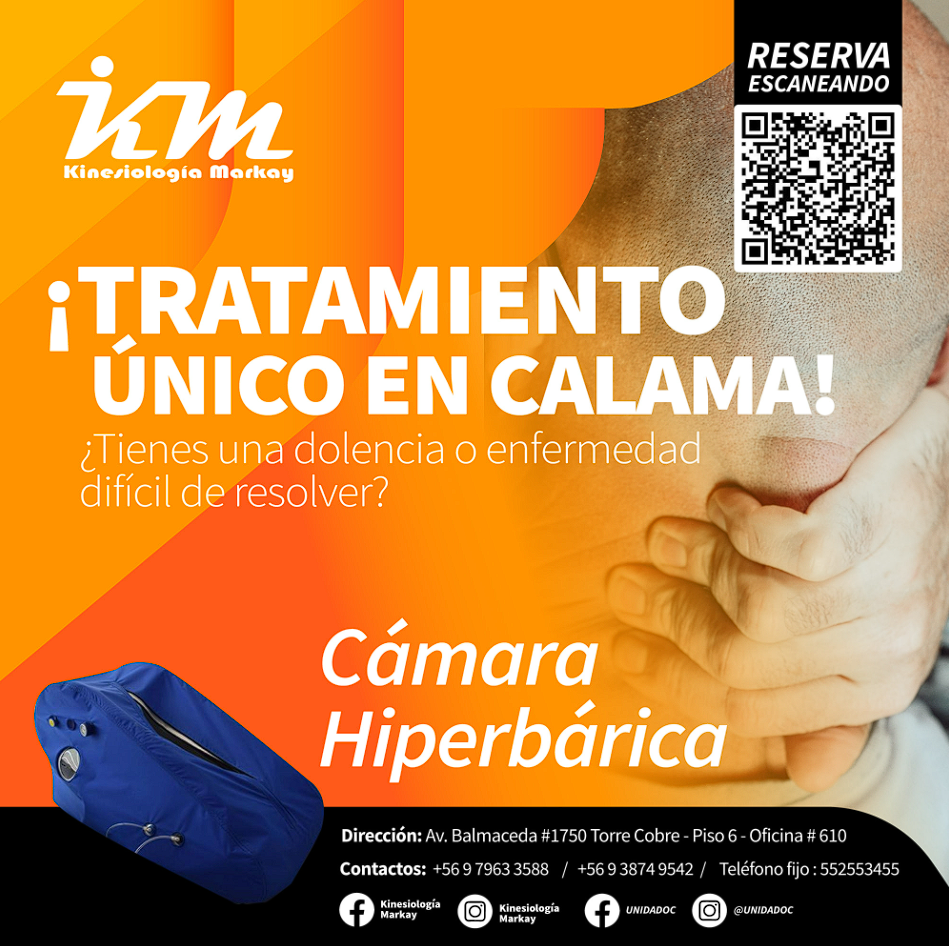 ikm
Kinesiología Markay
RESERVA
ESCANEANDO
¡TRATAMIENTO
ÚNICO EN CALAMA!
¿Tienes una dolencia o enfermedad
difícil de resolver?
Cámara
Hiperbárica
Dirección: Av. Balmaceda #1750 Torre Cobre - Piso 6 - Oficina # 610
Contactos: +56 9 7963 3588 / +56 9 3874 9542 / Teléfono fijo : 552553455
Kinesiología
Markay
Kinesiología
Markay
UNIDADOC
@UNIDADOC